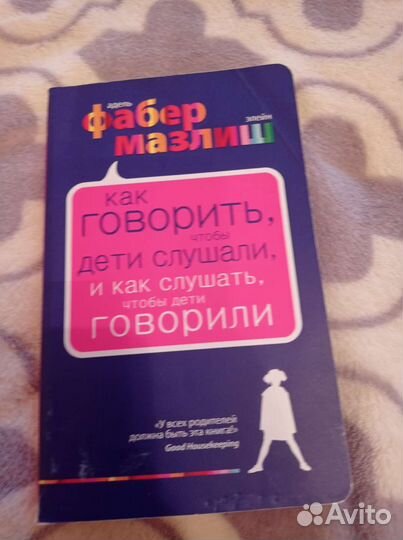 адель
фабер
элейн
мазлиш
как
говорить,
чтобы
дети слушали,
и как слушать,
чтобы дети
говорили
«У всех родителей
должна быть эта книга!»
Good Housekeeping
Avito